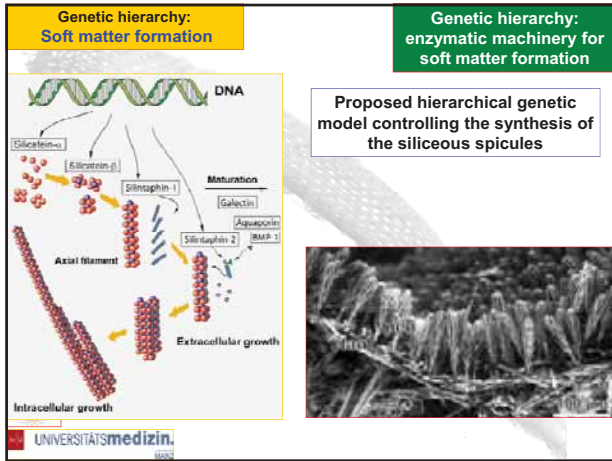 Genetic hierarchy:
Soft matter formation
Genetic hierarchy:
enzymatic machinery for
soft matter formation
Proposed hierarchical genetic
model controlling the synthesis of
the siliceous spicules
DNA
Silicatein-α
Silicatein-β
Silintaphin-1
Maturation
Galectin
Aquaporin
BMP-1
Silintaphin-2
Axial filament
Extracellular growth
Intracellular growth
UNIVERSITÄTSmedizin.
MAINZ